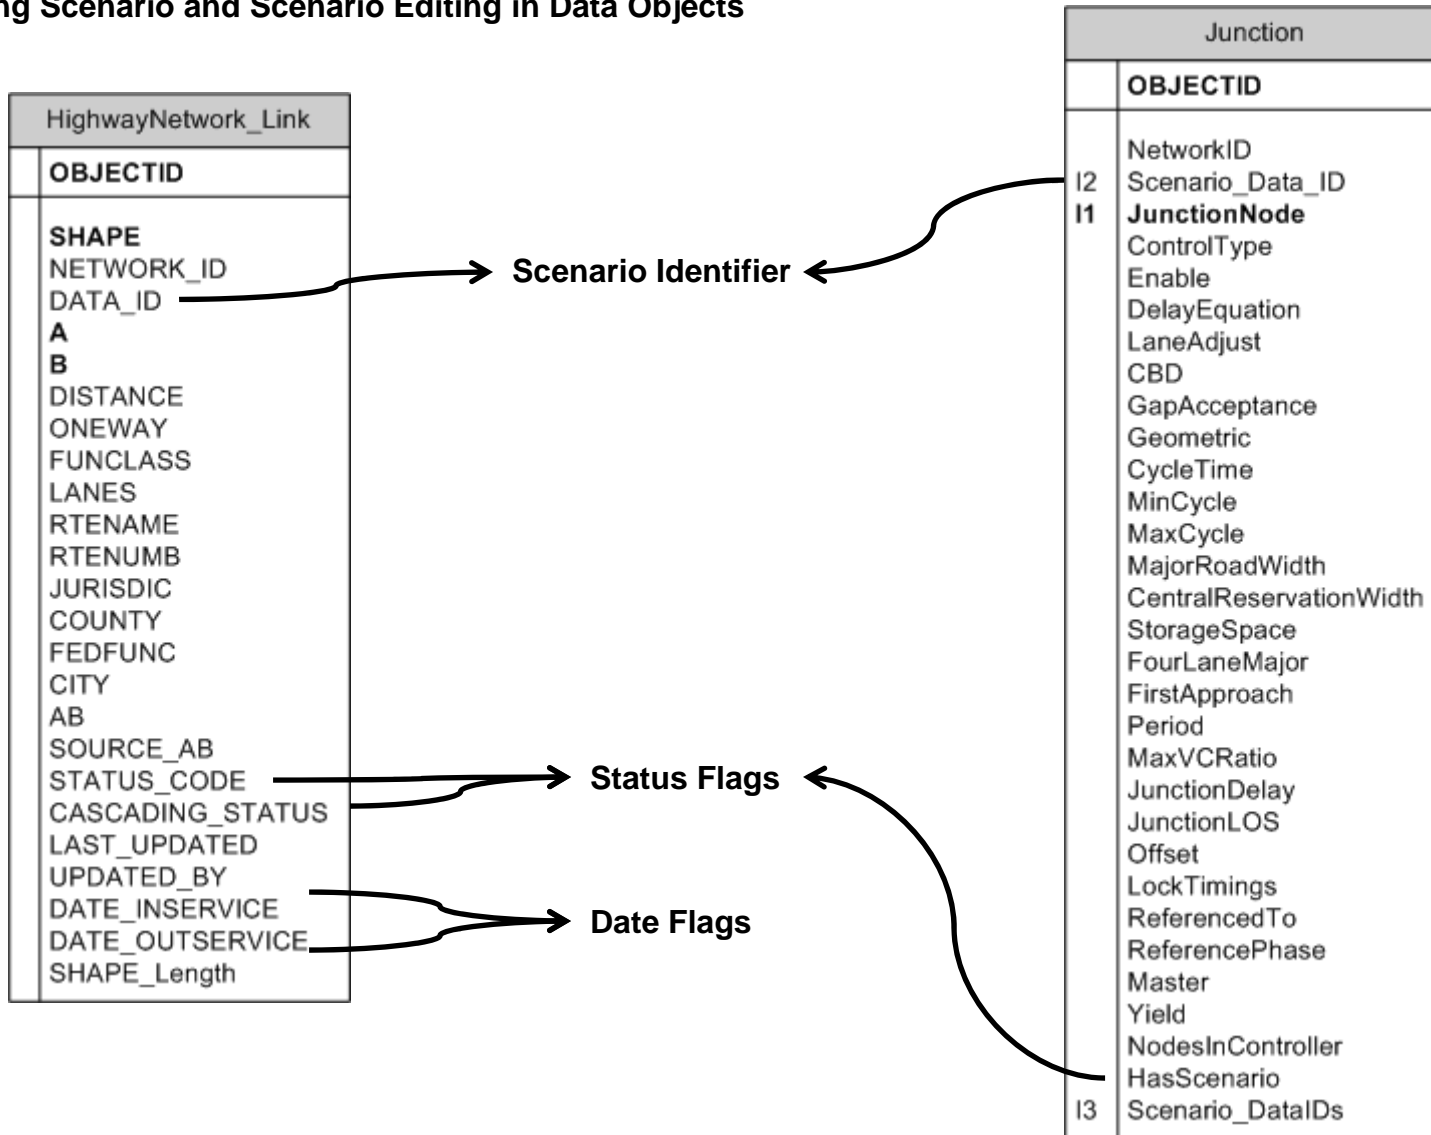 ng Scenario and Scenario Editing in Data Objects
HighwayNetwork_Link
OBJECTID
SHAPE
NETWORK_ID
DATA_ID
A
B
DISTANCE
ONEWAY
FUNCLASS
LANES
RTENAME
RTENUMB
JURISDIC
COUNTY
FEDFUNC
CITY
AB
SOURCE_AB
STATUS_CODE
CASCADING_STATUS
LAST_UPDATED
UPDATED_BY
DATE_INSERVICE
DATE_OUTSERVICE
SHAPE_Length
Scenario Identifier
Status Flags
Date Flags
Junction
OBJECTID
NetworkID
I2 Scenario_Data_ID
I1 JunctionNode
ControlType
Enable
DelayEquation
LaneAdjust
CBD
GapAcceptance
Geometric
CycleTime
MinCycle
MaxCycle
MajorRoadWidth
CentralReservationWidth
StorageSpace
FourLaneMajor
FirstApproach
Period
MaxVCRatio
JunctionDelay
JunctionLOS
Offset
LockTimings
ReferencedTo
ReferencePhase
Master
Yield
NodesInController
HasScenario
I3 Scenario_DataIDs